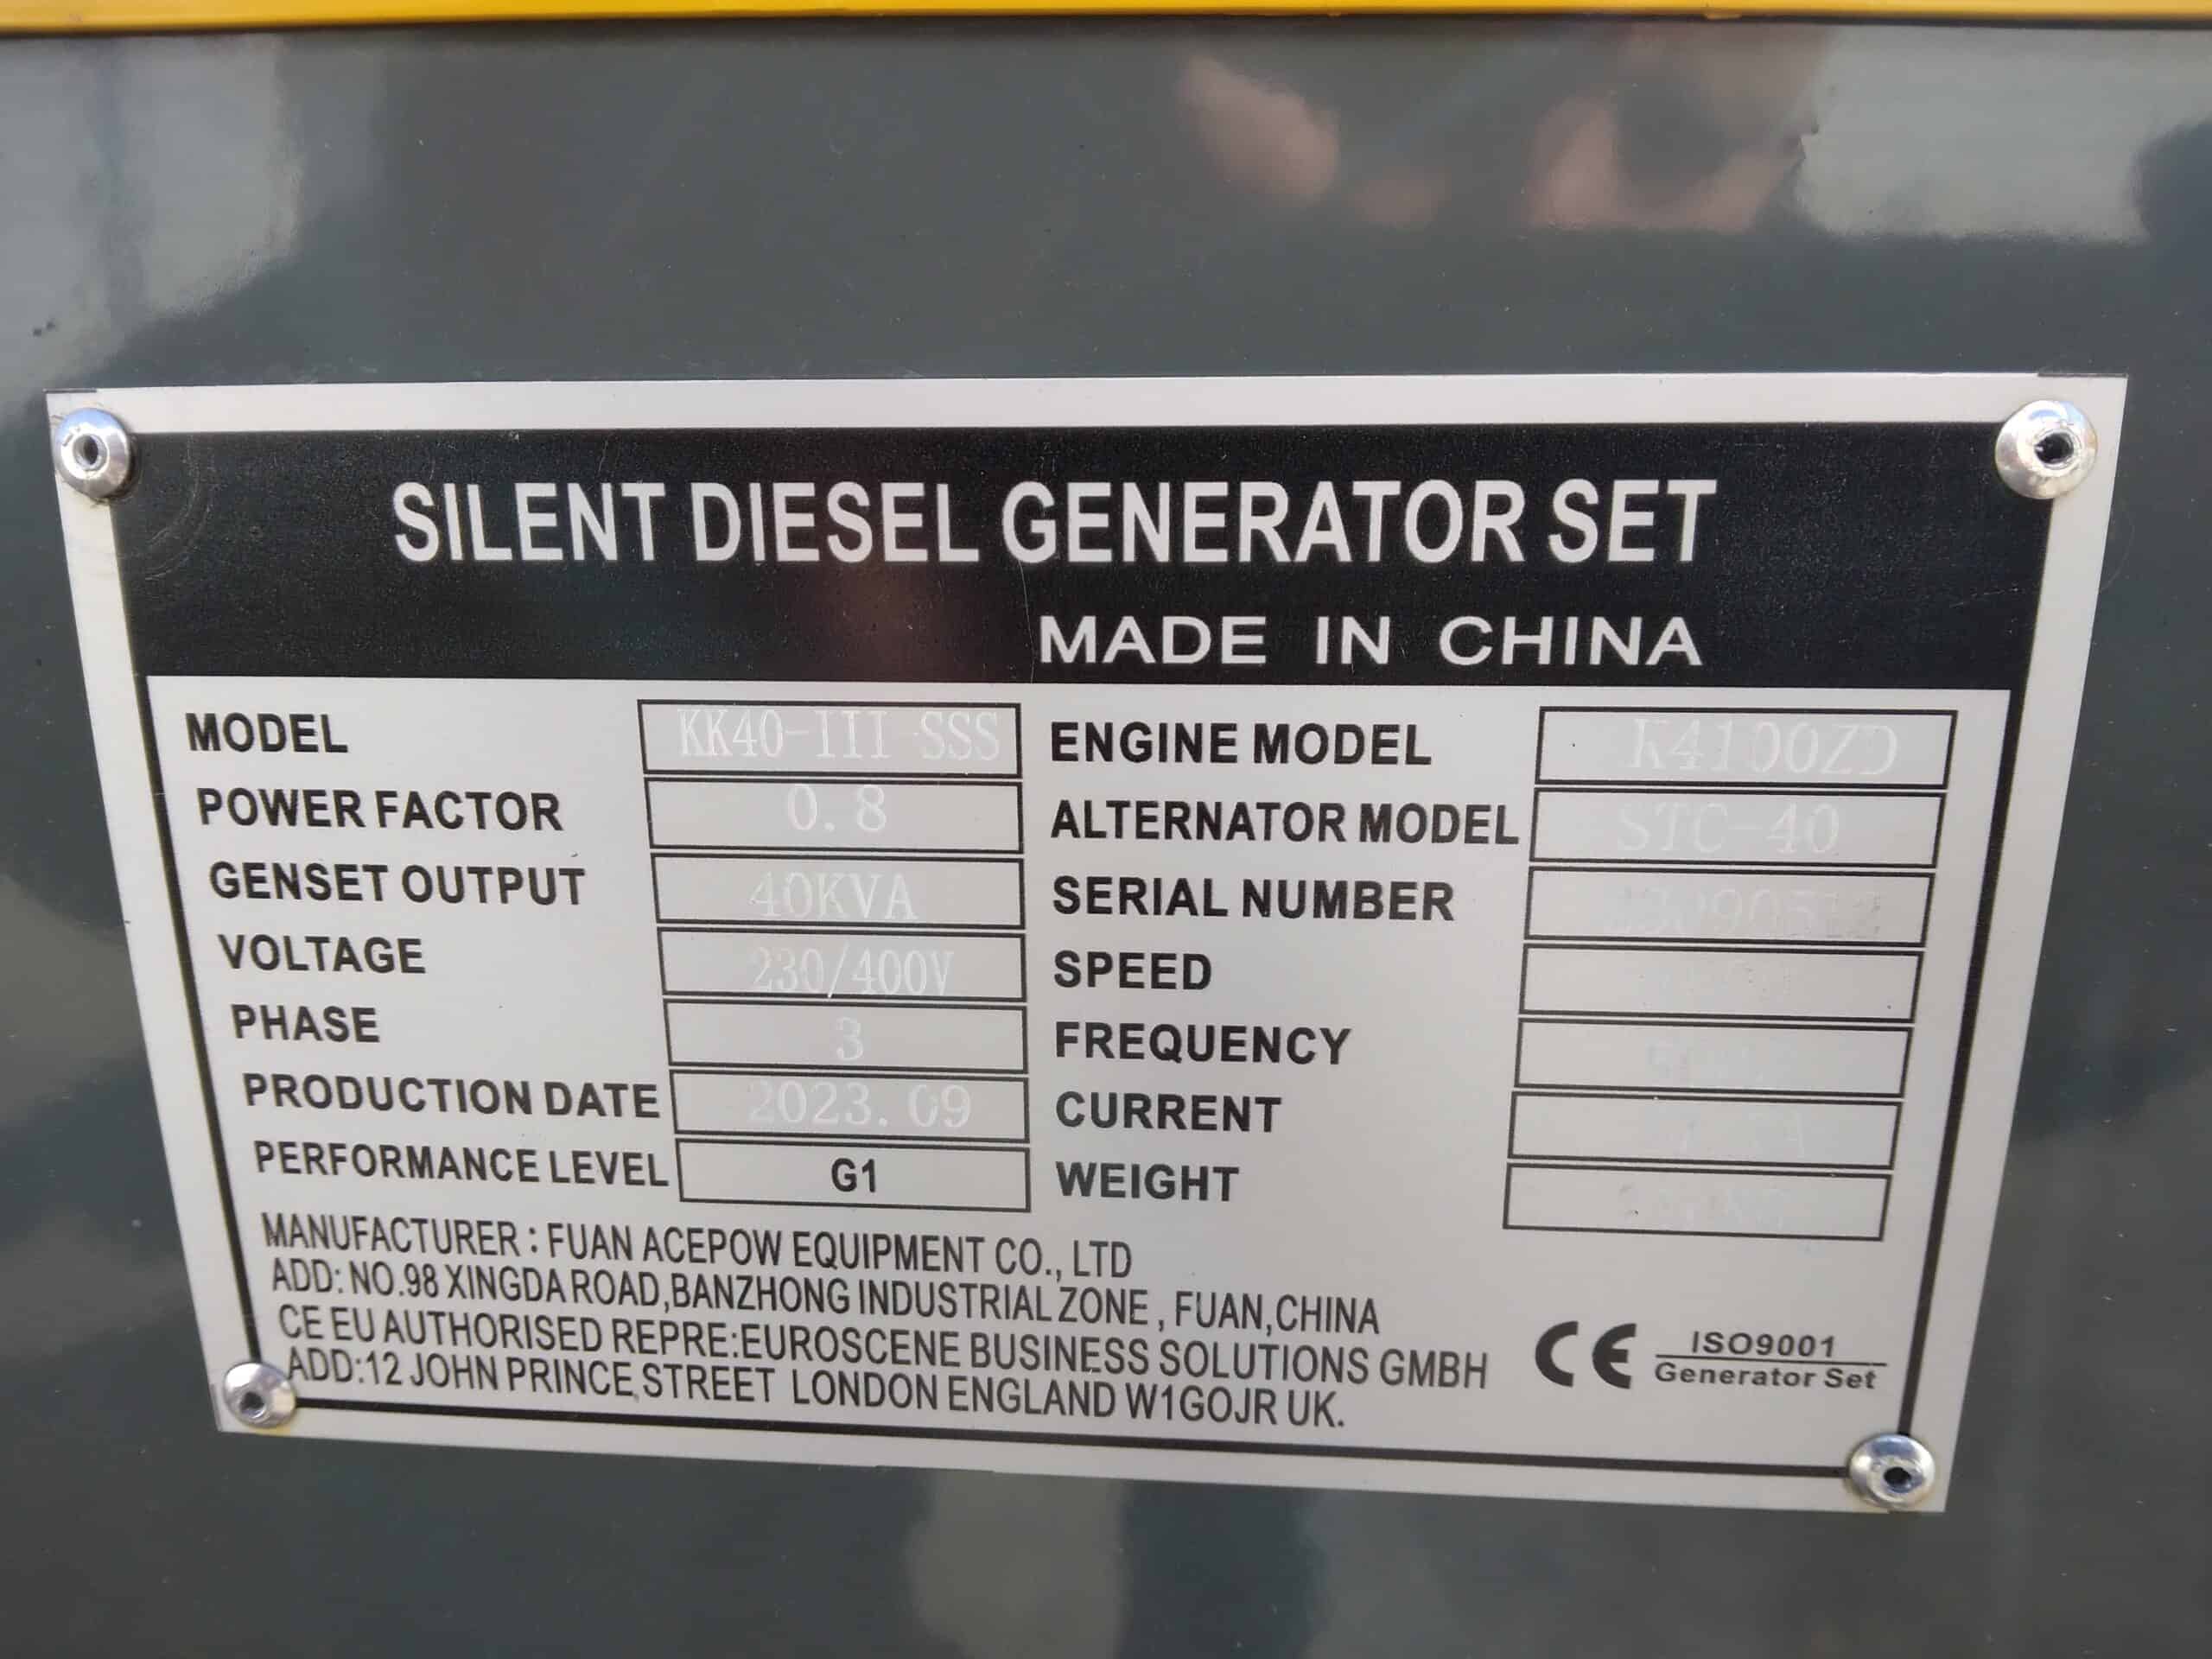 SILENT DIESEL GENERATOR SET
MADE IN CHINA
MODEL KK40-III SSS ENGINE MODEL K4100ZD
POWER FACTOR 0.8 ALTERNATOR MODEL STC-40
GENSET OUTPUT 40KVA SERIAL NUMBER
VOLTAGE 230/400V SPEED
PHASE 3 FREQUENCY
PRODUCTION DATE 2023.09 CURRENT
PERFORMANCE LEVEL G1 WEIGHT
MANUFACTURER : FUAN ACEPOW EQUIPMENT CO., LTD
ADD: NO.98 XINGDA ROAD,BANZHONG INDUSTRIAL ZONE , FUAN,CHINA
CE EU AUTHORISED REPRE:EUROSCENE BUSINESS SOLUTIONS GMBH
ADD:12 JOHN PRINCE STREET LONDON ENGLAND W1GOJR UK.
CE ISO9001
Generator Set